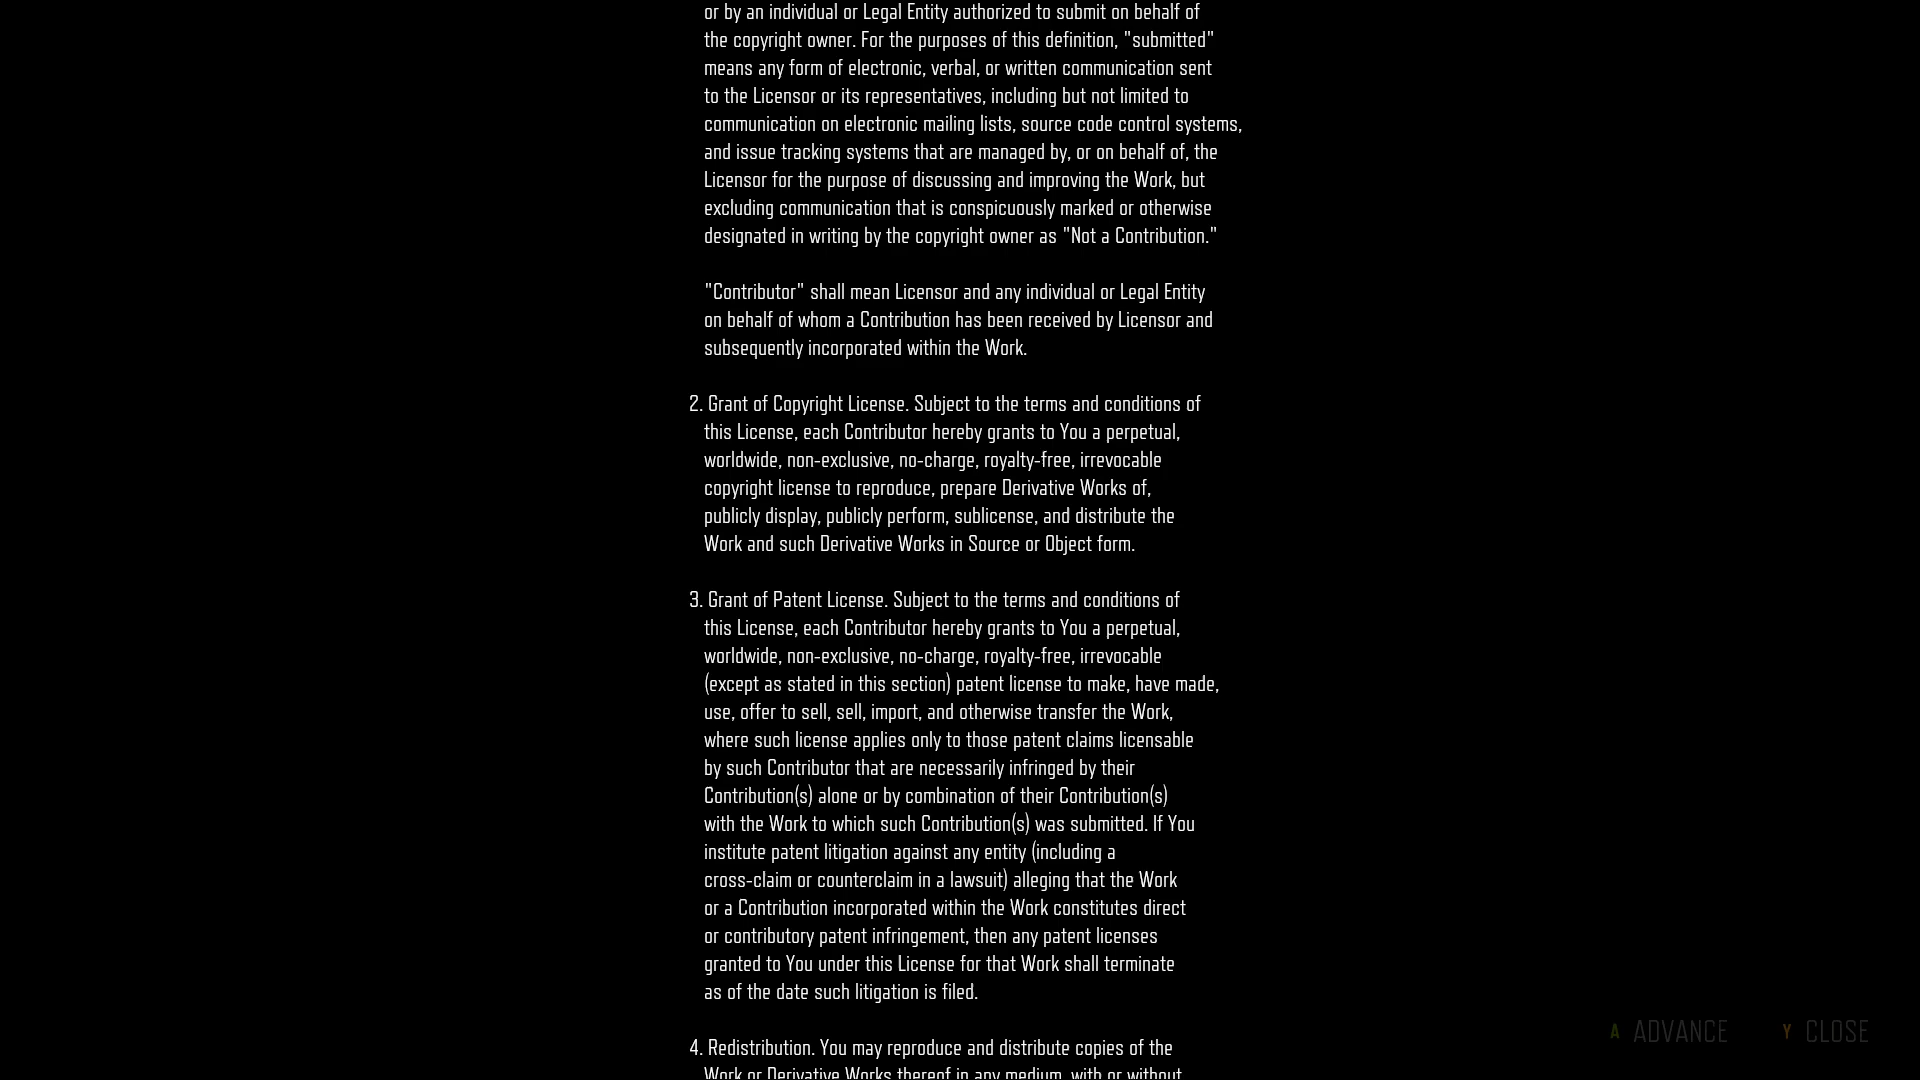 or by an individual or Legal Entity authorized to submit on behalf of
the copyright owner. For the purposes of this definition, "submitted"
means any form of electronic, verbal, or written communication sent
to the Licensor or its representatives, including but not limited to
communication on electronic mailing lists, source code control systems,
and issue tracking systems that are managed by, or on behalf of, the
Licensor for the purpose of discussing and improving the Work, but
excluding communication that is conspicuously marked or otherwise
designated in writing by the copyright owner as "Not a Contribution."
"Contributor" shall mean Licensor and any individual or Legal Entity
on behalf of whom a Contribution has been received by Licensor and
subsequently incorporated within the Work.
2. Grant of Copyright License. Subject to the terms and conditions of
this License, each Contributor hereby grants to You a perpetual,
worldwide, non-exclusive, no-charge, royalty-free, irrevocable
copyright license to reproduce, prepare Derivative Works of,
publicly display, publicly perform, sublicense, and distribute the
Work and such Derivative Works in Source or Object form.
3. Grant of Patent License. Subject to the terms and conditions of
this License, each Contributor hereby grants to You a perpetual,
worldwide, non-exclusive, no-charge, royalty-free, irrevocable
(except as stated in this section) patent license to make, have made,
use, offer to sell, sell, import, and otherwise transfer the Work,
where such license applies only to those patent claims licensable
by such Contributor that are necessarily infringed by their
Contribution(s) alone or by combination of their Contribution(s)
with the Work to which such Contribution(s) was submitted. If You
institute patent litigation against any entity (including a
cross-claim or counterclaim in a lawsuit) alleging that the Work
or a Contribution incorporated within the Work constitutes direct
or contributory patent infringement, then any patent licenses
granted to You under this License for that Work shall terminate
as of the date such litigation is filed.
4. Redistribution. You may reproduce and distribute copies of the
Work or Derivative Works thereof in any medium, with or without
A ADVANCE Y CLOSE